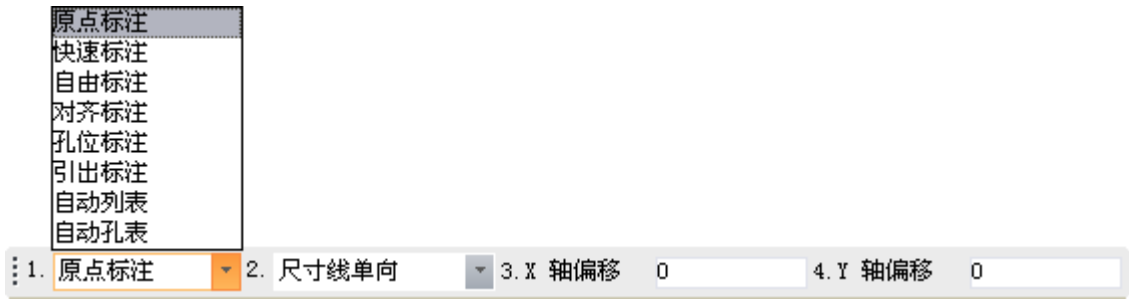 原点标注
快速标注
自由标注
对齐标注
孔位标注
引出标注
自动列表
自动孔表
1. 原点标注 2. 尺寸线单向 3.X 轴偏移 0 4.Y 轴偏移 0